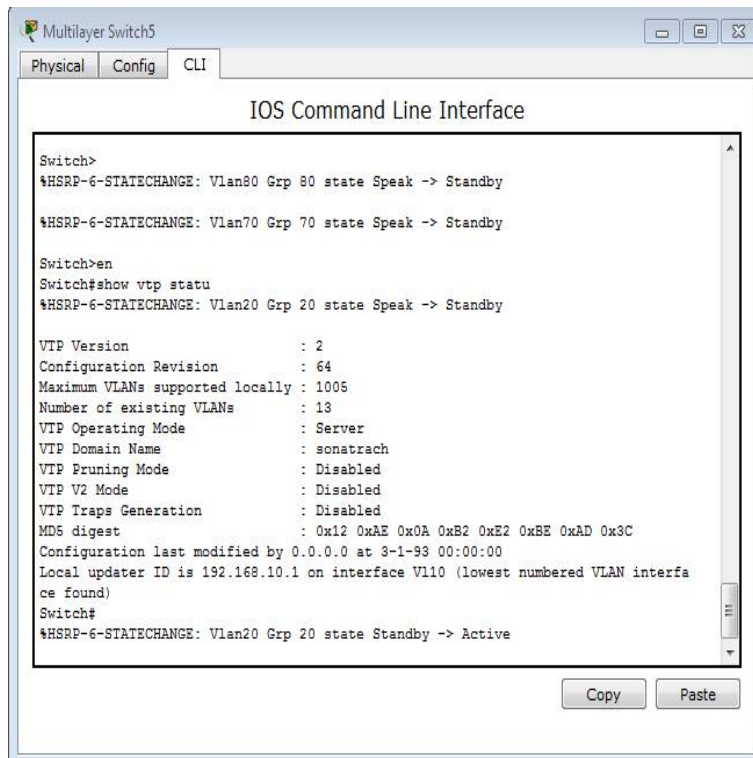 Multilayer Switch5
Physical Config CLI
IOS Command Line Interface
Switch>
%HSRP-6-STATECHANGE: Vlan80 Grp 80 state Speak -> Standby
%HSRP-6-STATECHANGE: Vlan70 Grp 70 state Speak -> Standby
Switch>en
Switch#show vtp statu
%HSRP-6-STATECHANGE: Vlan20 Grp 20 state Speak -> Standby
VTP Version : 2
Configuration Revision : 64
Maximum VLANs supported locally : 1005
Number of existing VLANs : 13
VTP Operating Mode : Server
VTP Domain Name : sonatrach
VTP Pruning Mode : Disabled
VTP V2 Mode : Disabled
VTP Traps Generation : Disabled
MD5 digest : 0x12 0xAE 0x0A 0xB2 0xE2 0xBE 0xAD 0x3C
Configuration last modified by 0.0.0.0 at 3-1-93 00:00:00
Local updater ID is 192.168.10.1 on interface Vl10 (lowest numbered VLAN interfa
ce found)
Switch#
%HSRP-6-STATECHANGE: Vlan20 Grp 20 state Standby -> Active
Copy Paste